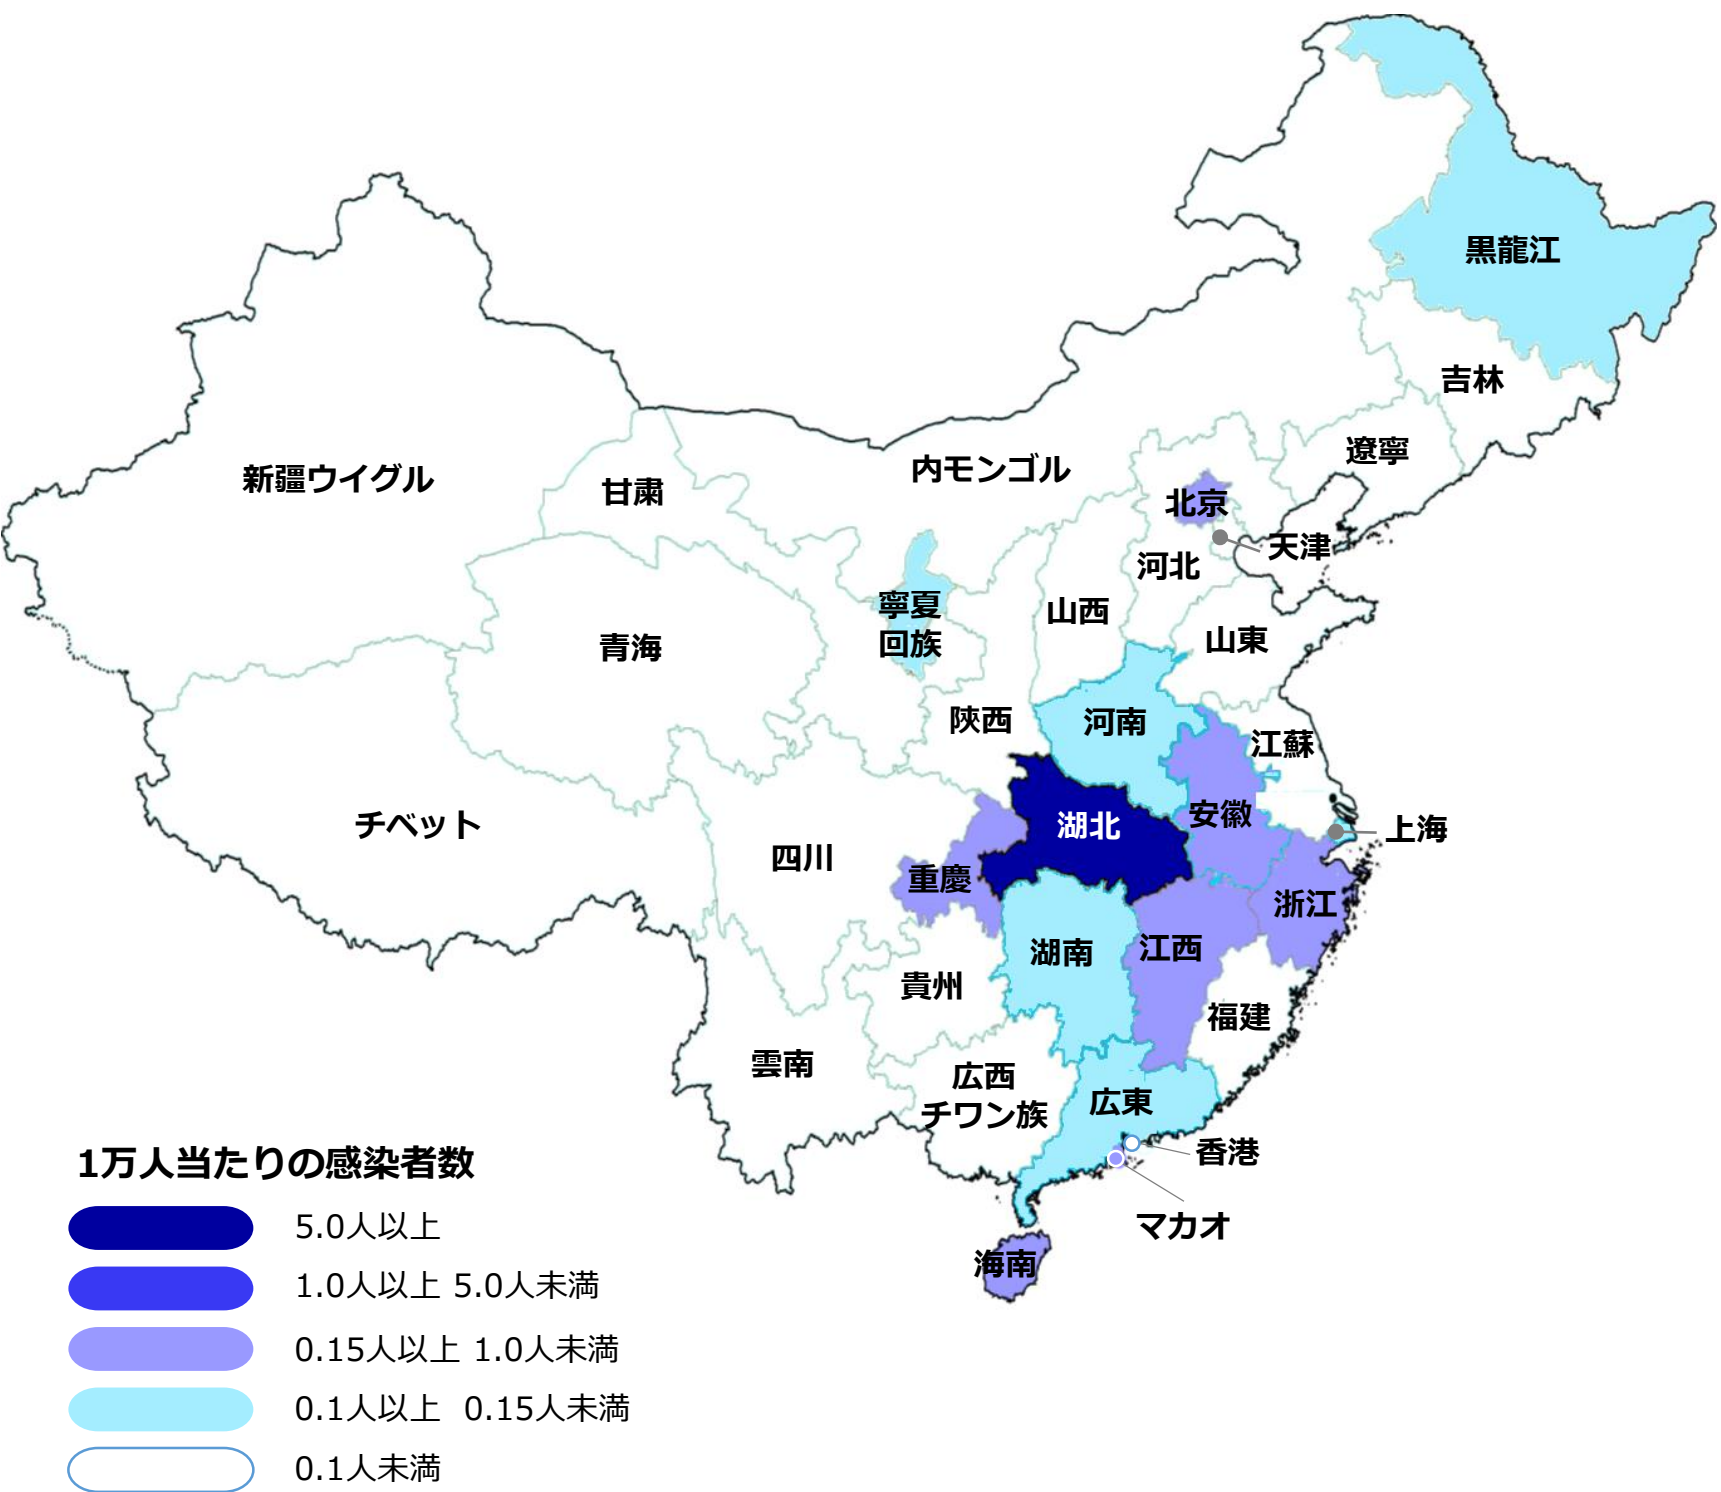 黒龍江
吉林
遼寧
内モンゴル
新疆ウイグル
甘粛
北京
天津
河北
寧夏
回族
山西
山東
青海
陝西
河南
江蘇
チベット
湖北
安徽
上海
四川
重慶
浙江
湖南
江西
貴州
福建
雲南
広西
チワン族
広東
香港
マカオ
海南
1万人当たりの感染者数
5.0人以上
1.0人以上 5.0人未満
0.15人以上 1.0人未満
0.1人以上 0.15人未満
0.1人未満